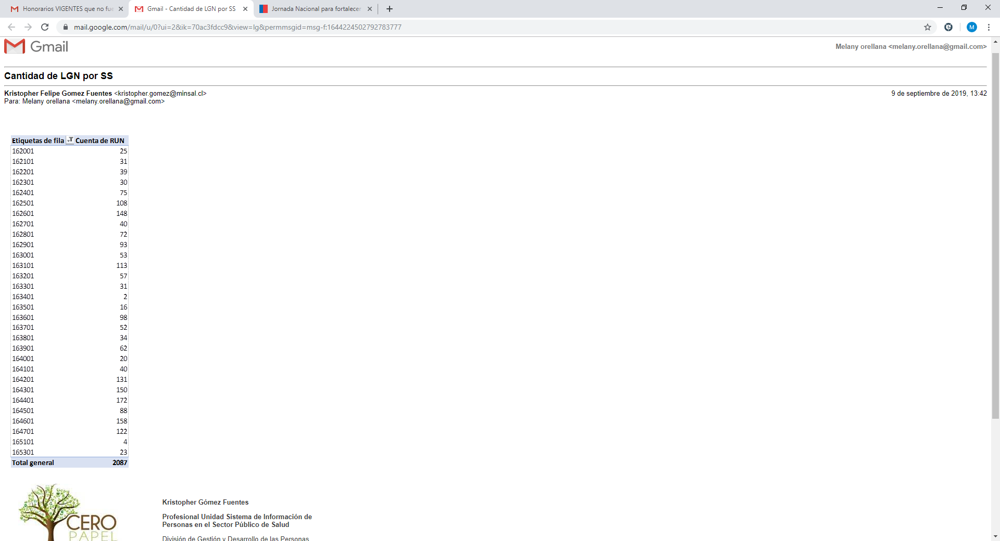 Honorarios VIGENTES que no fue
Gmail - Cantidad de LGN por SS
Jornada Nacional para fortalecer
mail.google.com/mail/u/0?ui=2&ik=70ac3fdcc9&view=lg&permmsgid=msg-f:1644224502792783777
M
Gmail
Melany orellana <melany.orellana@gmail.com>
Cantidad de LGN por SS
Kristopher Felipe Gomez Fuentes <kristopher.gomez@minsal.cl>
9 de septiembre de 2019, 13:42
Para: Melany orellana <melany.orellana@gmail.com>
Etiquetas de fila Cuenta de RUN
162001 25
162101 31
162201 39
162301 30
162401 75
162501 108
162601 148
162701 40
162801 72
162901 93
163001 53
163101 113
163201 57
163301 31
163401 2
163501 16
163601 98
163701 52
163801 34
163901 62
164001 20
164101 40
164201 131
164301 150
164401 172
164501 88
164601 158
164701 122
165101 4
165301 23
Total general 2087
CERO
PAPEL
Kristopher Gómez Fuentes
Profesional Unidad Sistema de Información de
Personas en el Sector Público de Salud
División de Gestión y Desarrollo de las Personas